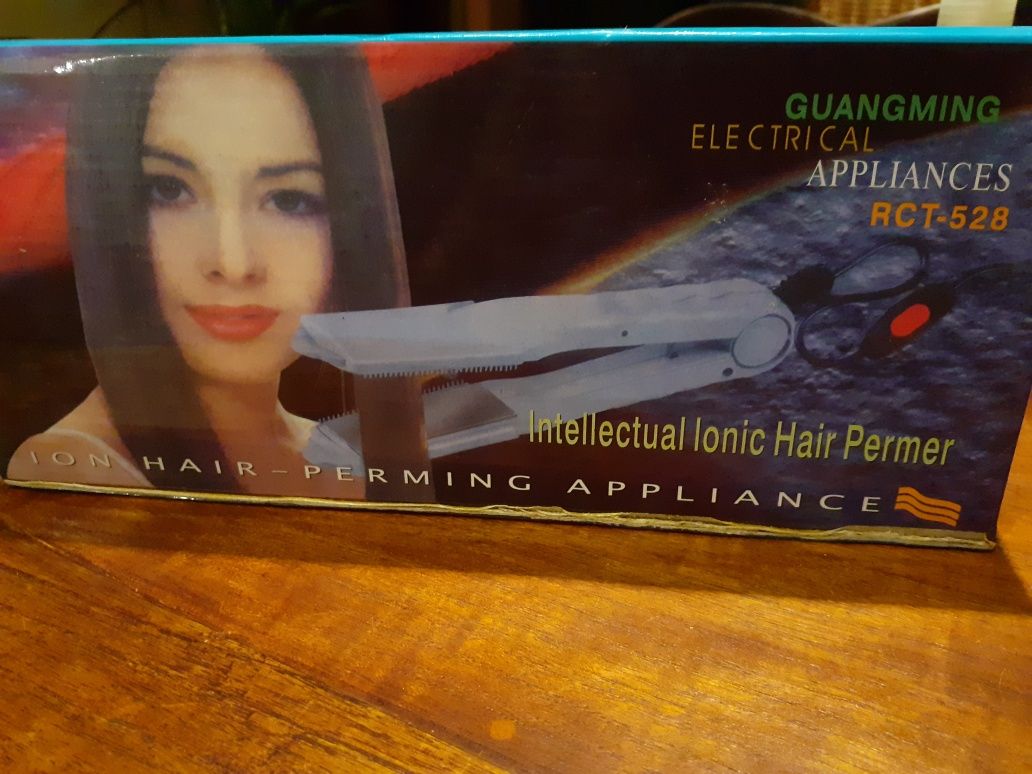 GUANGMING
ELECTRICAL
APPLIANCES
RCT-528
Intellectual Ionic Hair Permer
ION HAIR-PERMING APPLIANCE